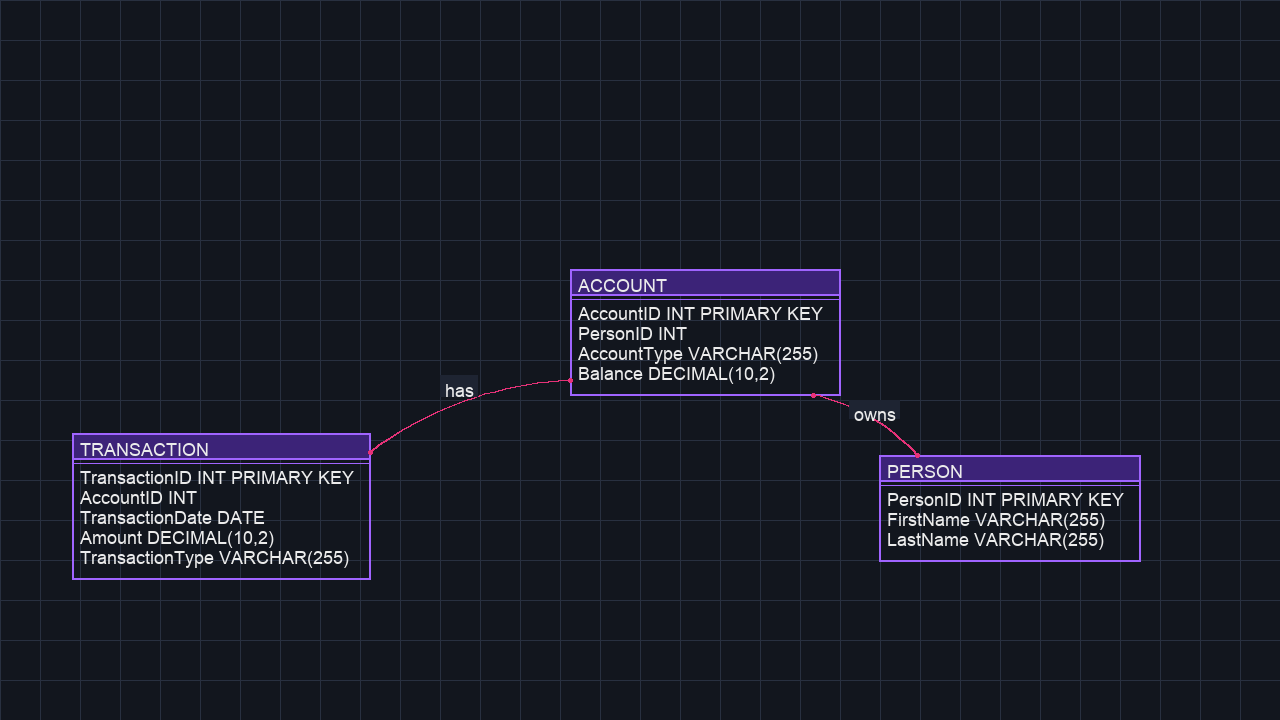 ACCOUNT
AccountID INT PRIMARY KEY
PersonID INT
AccountType VARCHAR(255)
Balance DECIMAL(10,2)
has
owns
TRANSACTION
TransactionID INT PRIMARY KEY
AccountID INT
TransactionDate DATE
Amount DECIMAL(10,2)
TransactionType VARCHAR(255)
PERSON
PersonID INT PRIMARY KEY
FirstName VARCHAR(255)
LastName VARCHAR(255)